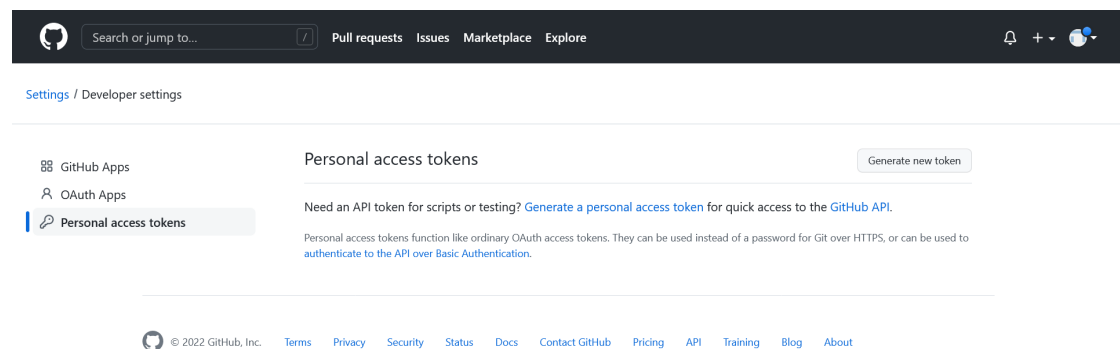 Search or jump to... / Pull requests Issues Marketplace Explore
Settings / Developer settings
GitHub Apps
OAuth Apps
Personal access tokens
Personal access tokens Generate new token
Need an API token for scripts or testing? Generate a personal access token for quick access to the GitHub API.
Personal access tokens function like ordinary OAuth access tokens. They can be used instead of a password for Git over HTTPS, or can be used to
authenticate to the API over Basic Authentication.
© 2022 GitHub, Inc. Terms Privacy Security Status Docs Contact GitHub Pricing API Training Blog About